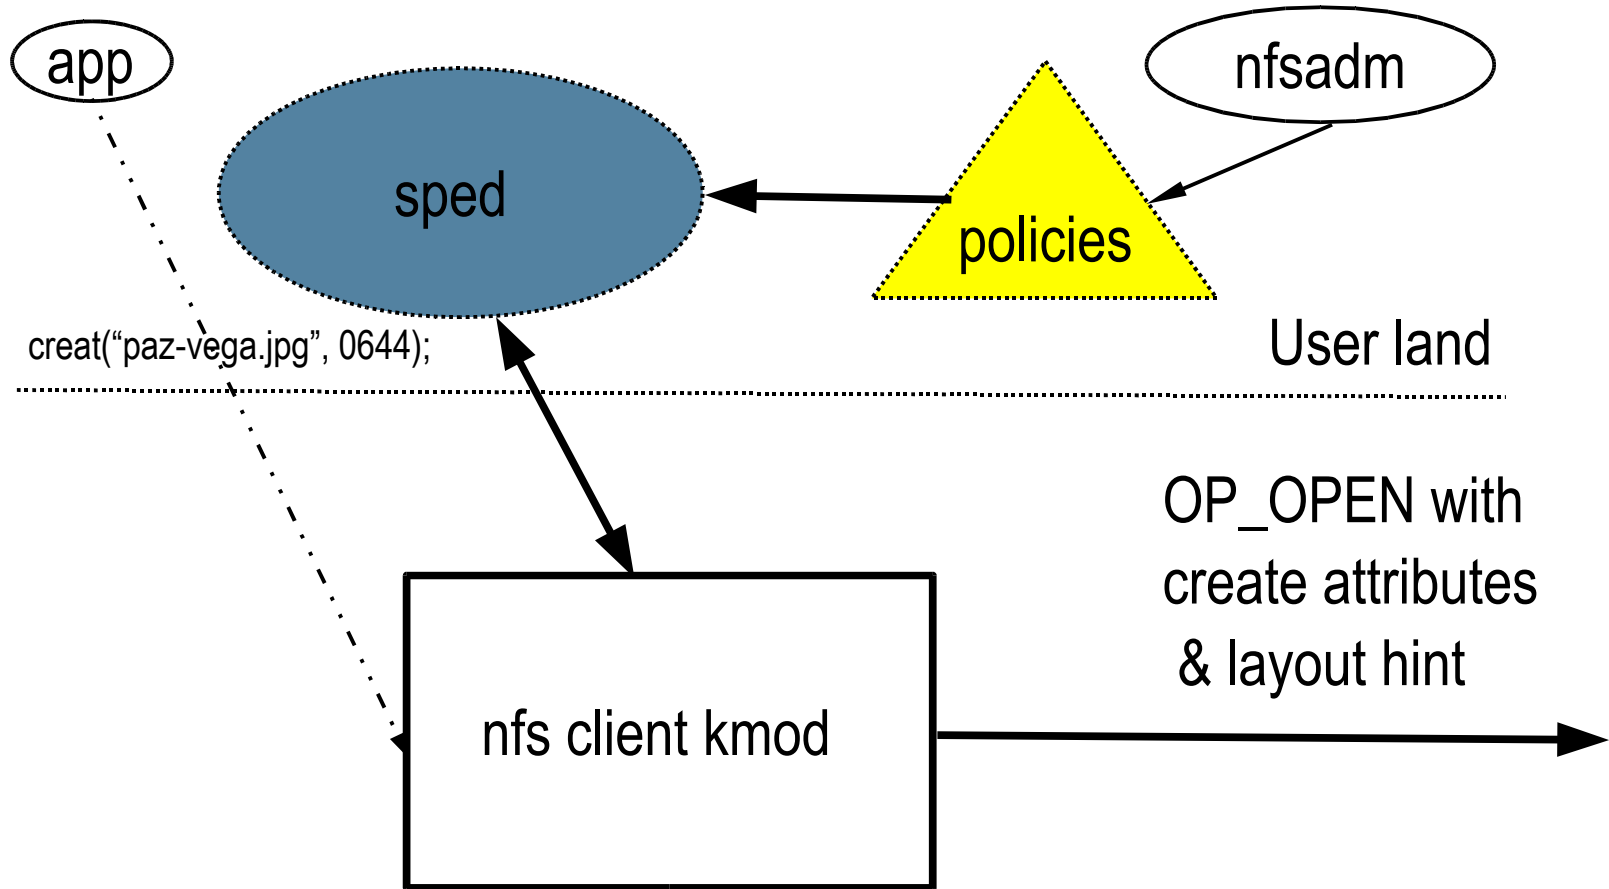 app
nfsadm
sped
policies
creat(“paz-vega.jpg”, 0644);
User land
OP_OPEN with
create attributes
& layout hint
nfs client kmod